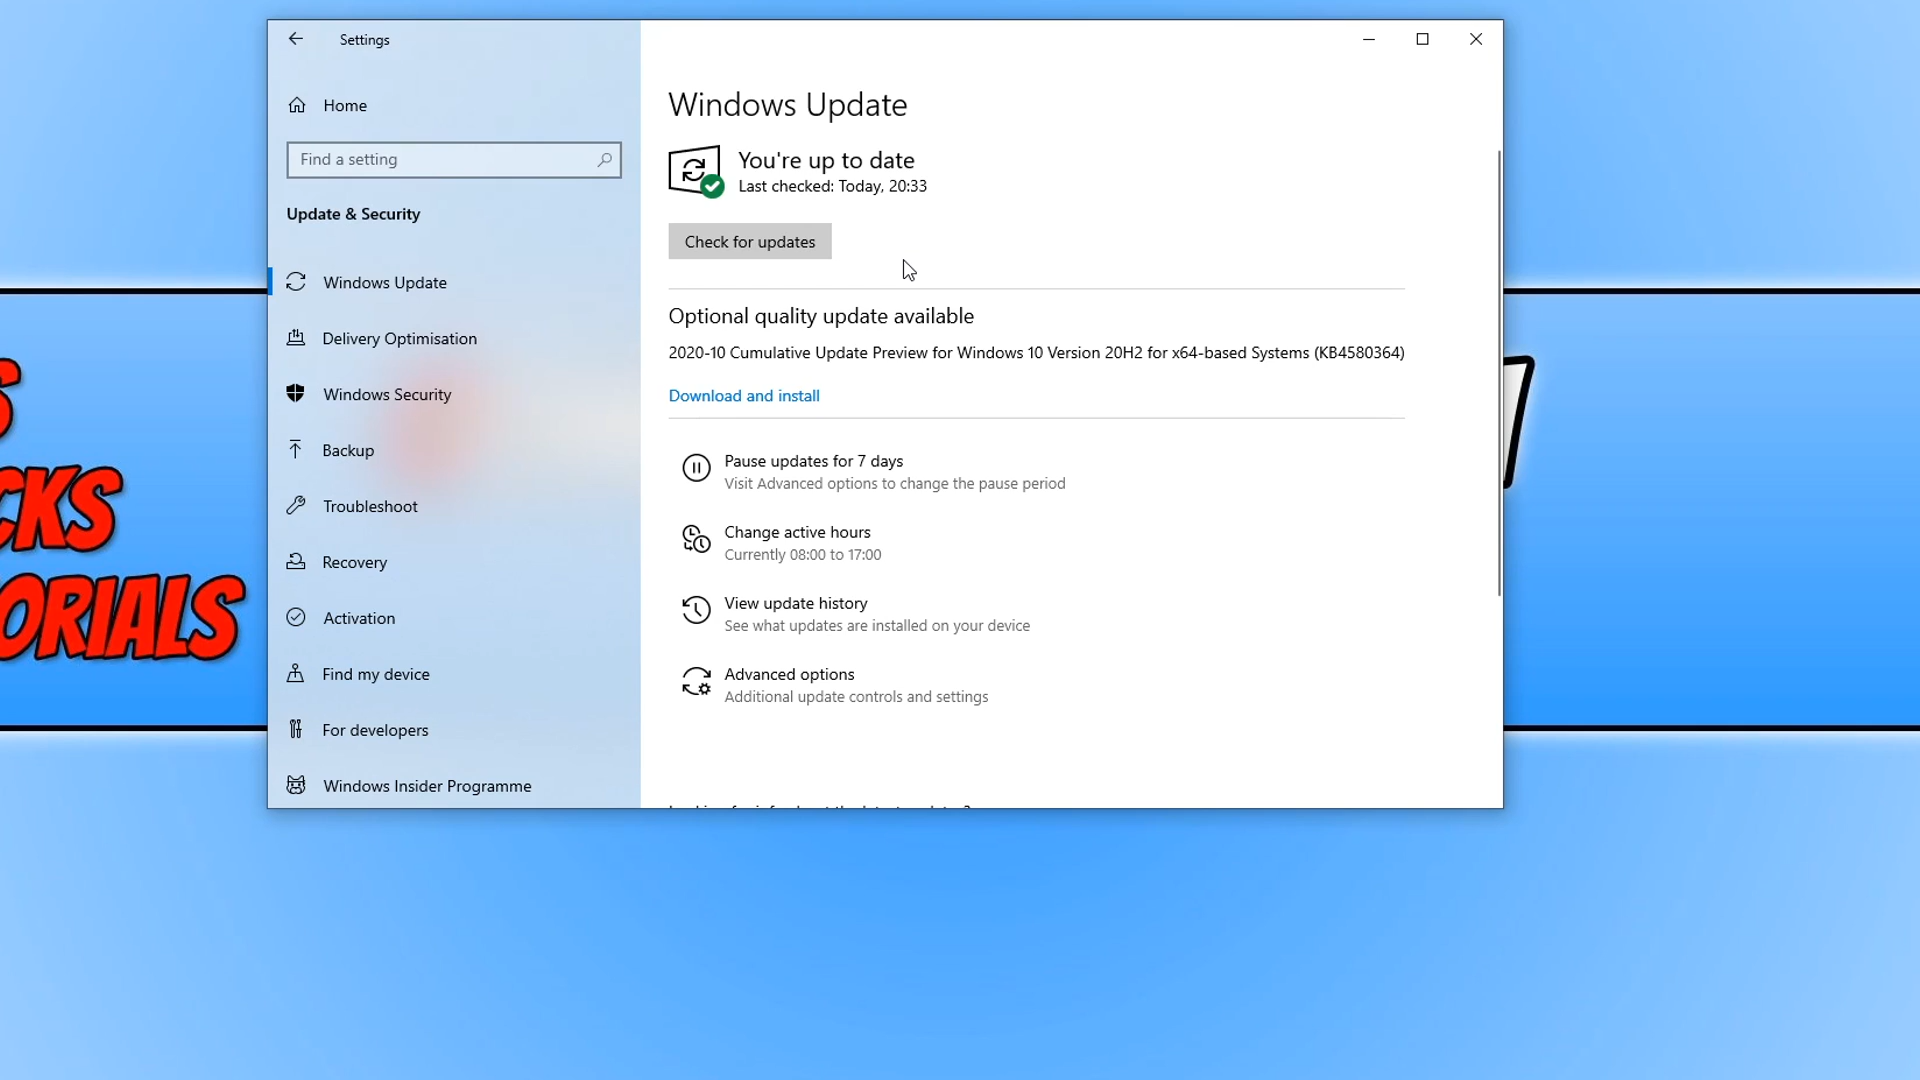 Settings
Home
Find a setting
Update & Security
Windows Update
Delivery Optimisation
Windows Security
Backup
Troubleshoot
Recovery
Activation
Find my device
For developers
Windows Insider Programme
Windows Update
You're up to date
Last checked: Today, 20:33
Check for updates
Optional quality update available
2020-10 Cumulative Update Preview for Windows 10 Version 20H2 for x64-based Systems (KB4580364)
Download and install
Pause updates for 7 days
Visit Advanced options to change the pause period
Change active hours
Currently 08:00 to 17:00
View update history
See what updates are installed on your device
Advanced options
Additional update controls and settings
S
CKS
ORIALS